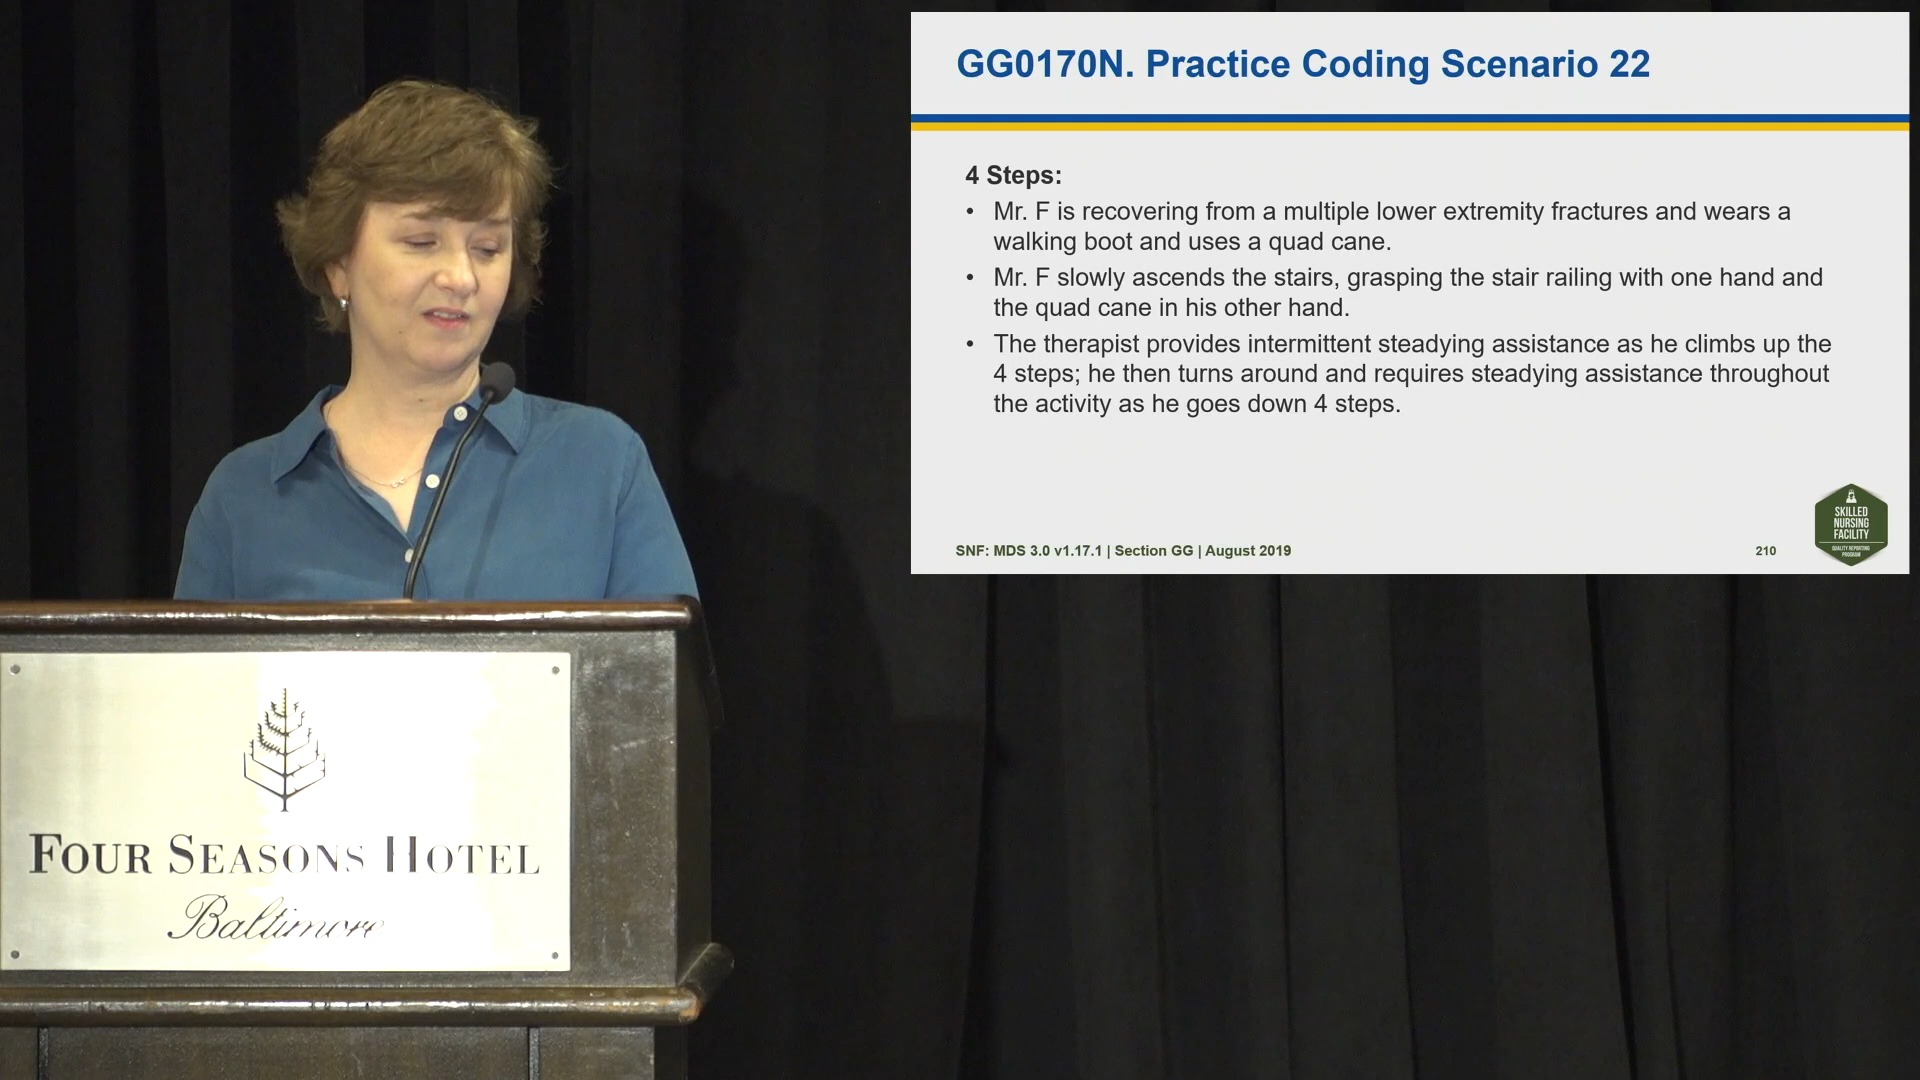 GG0170N. Practice Coding Scenario 22
4 Steps:
• Mr. F is recovering from a multiple lower extremity fractures and wears a
walking boot and uses a quad cane.
• Mr. F slowly ascends the stairs, grasping the stair railing with one hand and
the quad cane in his other hand.
• The therapist provides intermittent steadying assistance as he climbs up the
4 steps; he then turns around and requires steadying assistance throughout
the activity as he goes down 4 steps.
SNF: MDS 3.0 v1.17.1 | Section GG | August 2019
210
SKILLED
NURSING
FACILITY
QUALITY REPORTING
PROGRAM
FOUR SEASONS HOTEL
Baltimore